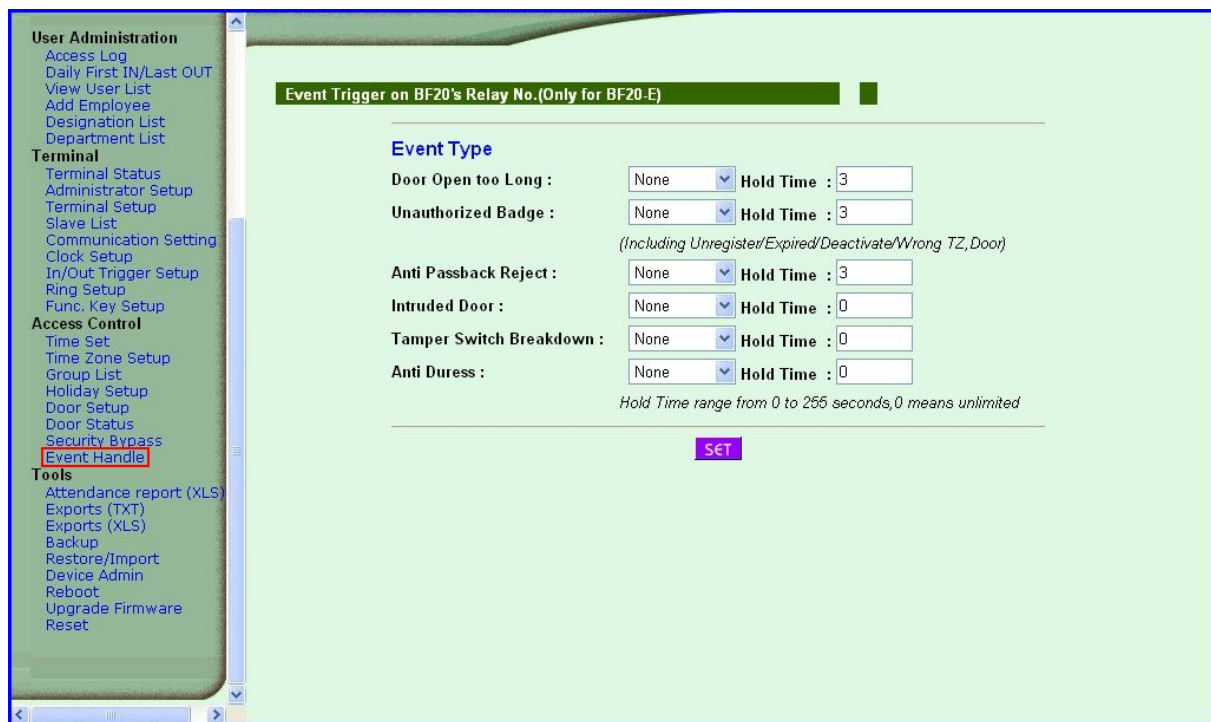 User Administration
Access Log
Daily First IN/Last OUT
View User List
Add Employee
Designation List
Department List
Terminal
Terminal Status
Administrator Setup
Terminal Setup
Slave List
Communication Setting
Clock Setup
In/Out Trigger Setup
Ring Setup
Func. Key Setup
Access Control
Time Set
Time Zone Setup
Group List
Holiday Setup
Door Setup
Door Status
Security Bypass
Event Handle
Tools
Attendance report (XLS)
Exports (TXT)
Exports (XLS)
Backup
Restore/Import
Device Admin
Reboot
Upgrade Firmware
Reset
Event Trigger on BF20's Relay No.(Only for BF20-E)
Event Type
Door Open too Long : None Hold Time : 3
Unauthorized Badge : None Hold Time : 3
(Including Unregister/Expired/Deactivate/Wrong TZ,Door)
Anti Passback Reject : None Hold Time : 3
Intruded Door : None Hold Time : 0
Tamper Switch Breakdown : None Hold Time : 0
Anti Duress : None Hold Time : 0
Hold Time range from 0 to 255 seconds,0 means unlimited
SET